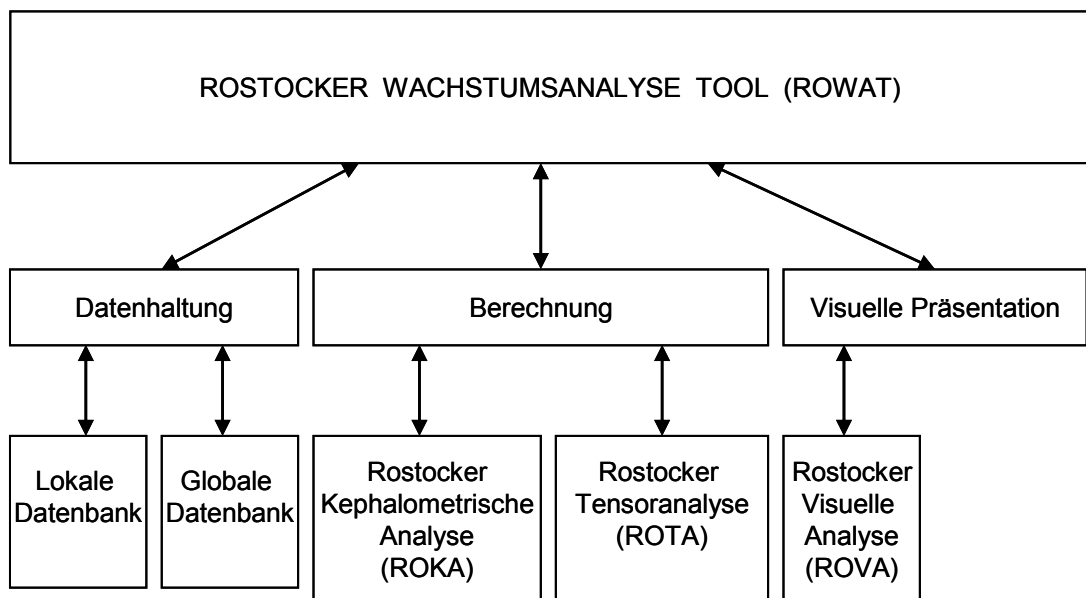 ROSTOCKER WACHSTUMSANALYSE TOOL (ROWAT)
Datenhaltung
Berechnung
Visuelle Präsentation
Lokale
Datenbank
Globale
Datenbank
Rostocker
Kephalometrische
Analyse
(ROKA)
Rostocker
Tensoranalyse
(ROTA)
Rostocker
Visuelle
Analyse
(ROVA)